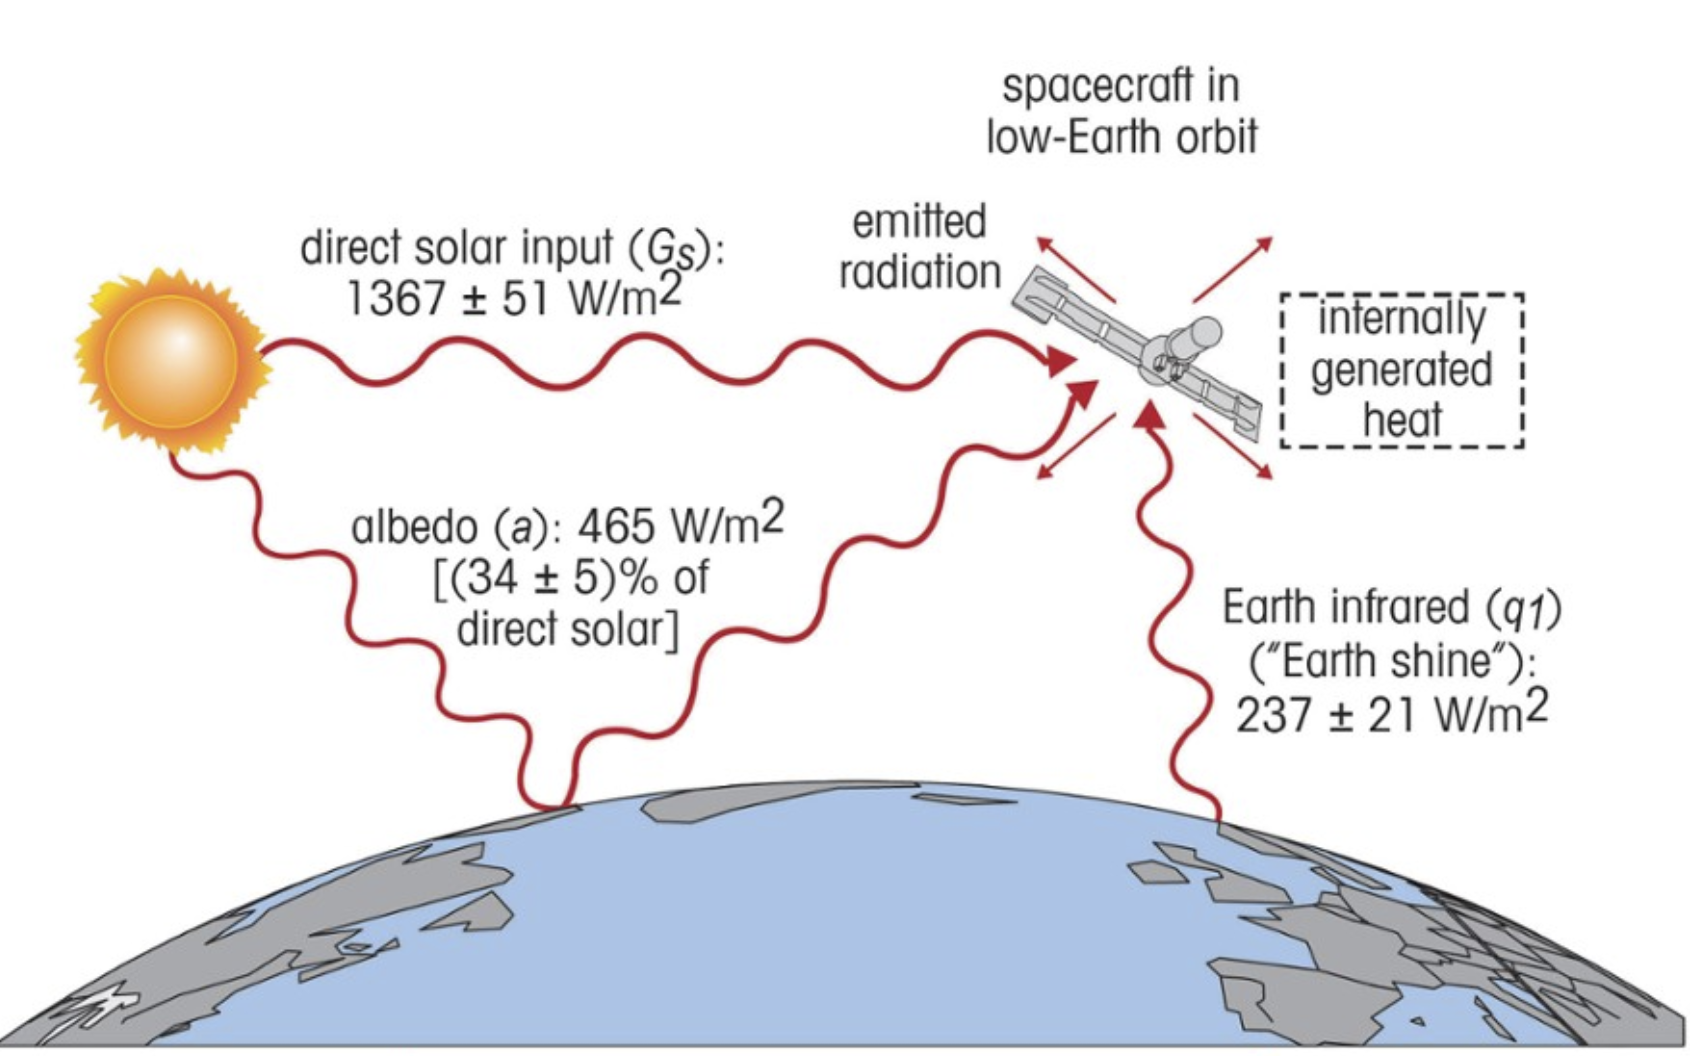 spacecraft in
low-Earth orbit
emitted
radiation
direct solar input (Gs):
1367 ± 51 W/m2
internally
generated
heat
albedo (a): 465 W/m2
[(34 ± 5)% of
direct solar]
Earth infrared (q1)
("Earth shine"):
237 ± 21 W/m2